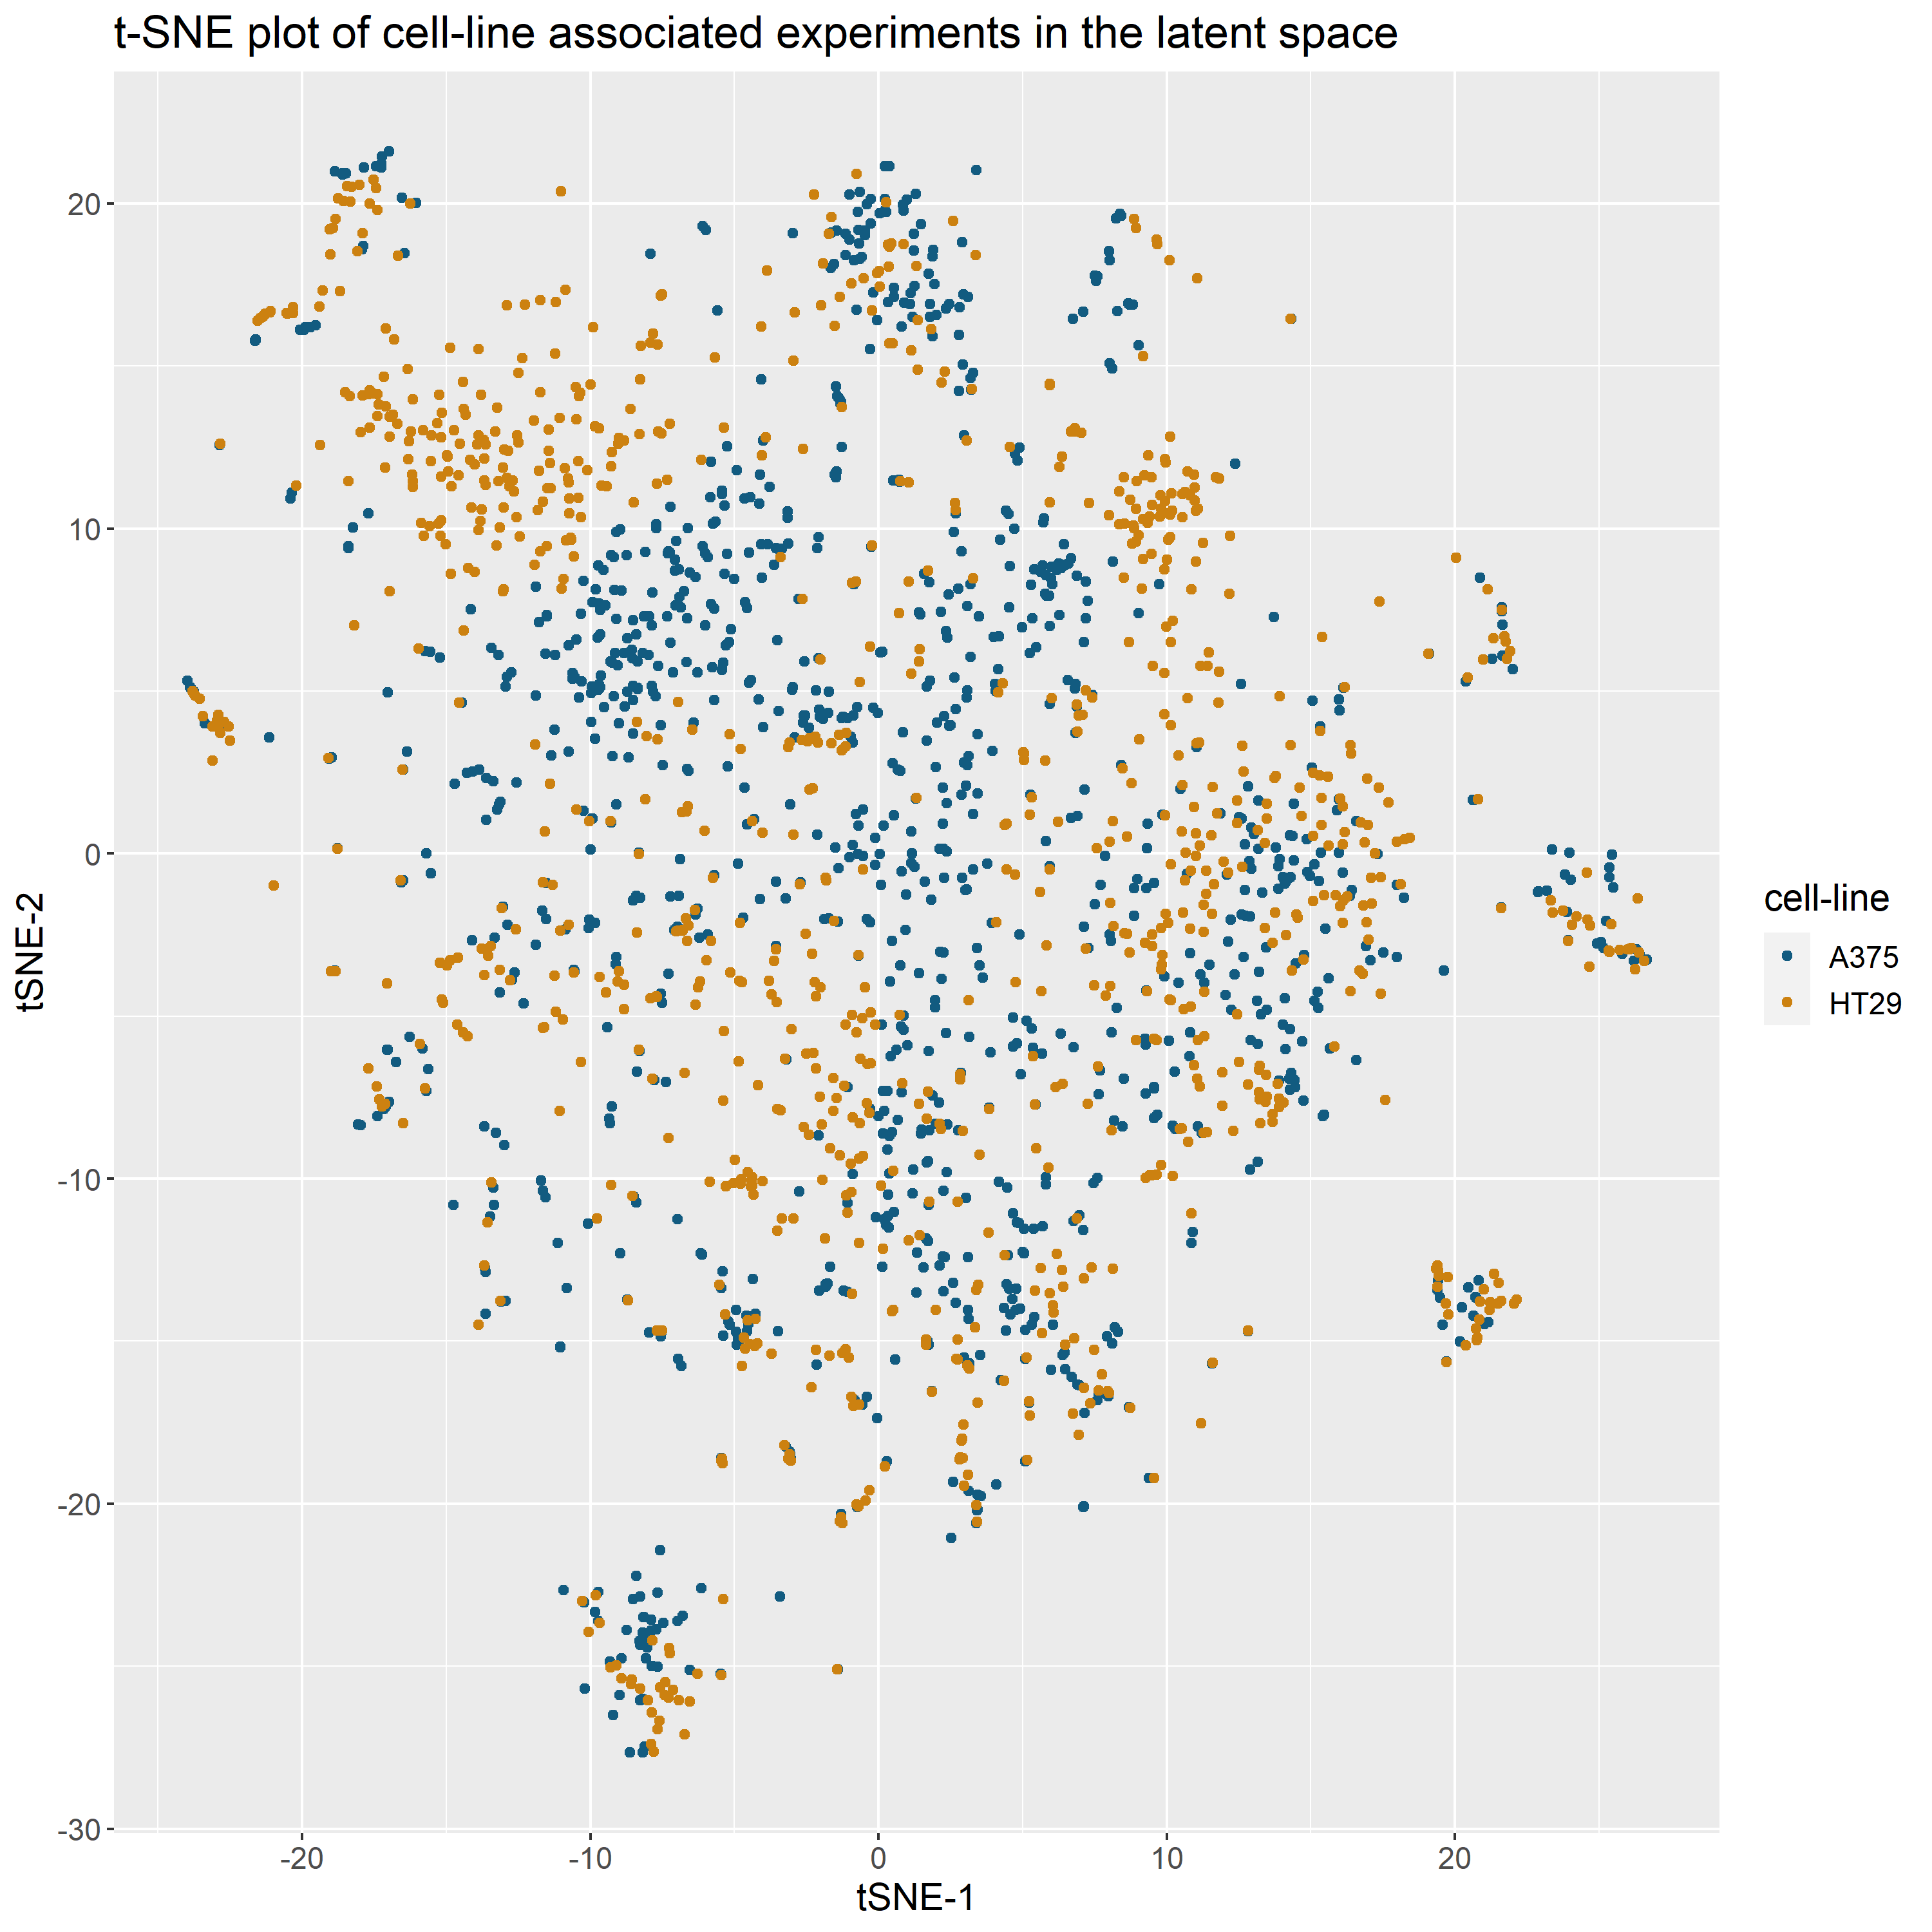 t-SNE plot of cell-line associated experiments in the latent space
20
10
0
-10
-20
-30
tSNE-2
-20
-10
0
10
20
tSNE-1
cell-line
A375
HT29